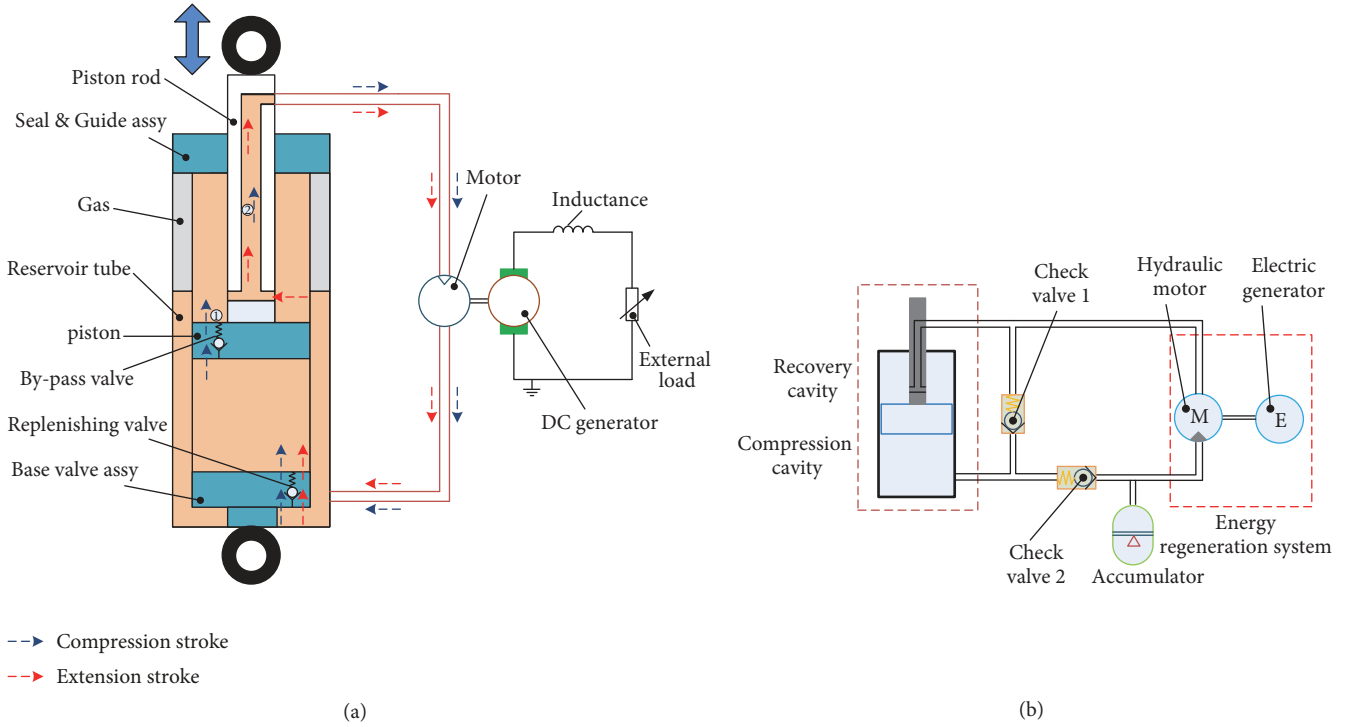 Piston rod
Seal & Guide assy
Gas
Reservoir tube
piston
By-pass valve
Replenishing valve
Base valve assy
②
①
Motor
Inductance
External
load
DC generator
Compression stroke
Extension stroke
(a)
Recovery
cavity
Compression
cavity
Check
valve 1
Hydraulic
motor
Electric
generator
M
E
Check
valve 2
Accumulator
Energy
regeneration system
(b)